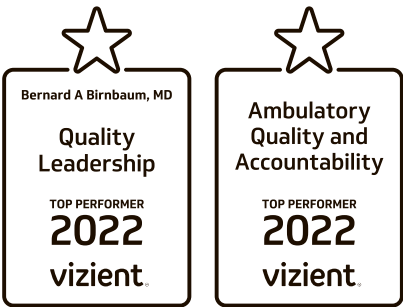 Bernard A Birnbaum, MD
Quality
Leadership
TOP PERFORMER
2022
vizient®
Ambulatory
Quality and
Accountability
TOP PERFORMER
2022
vizient®